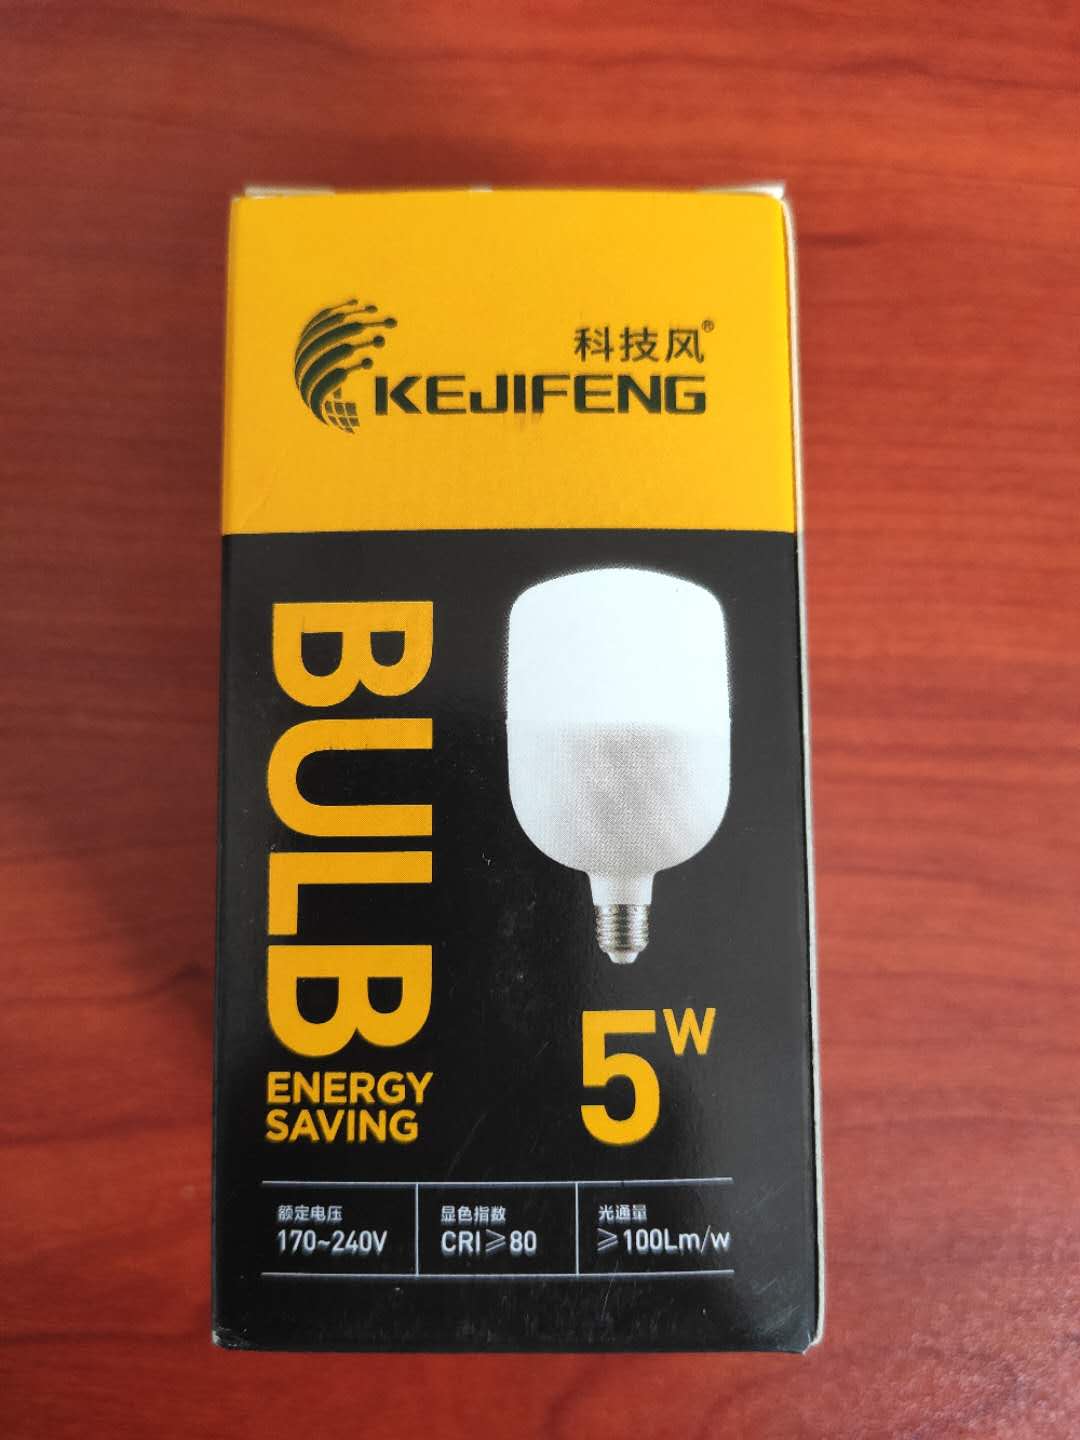 科技风®
KEJIFENG
BULB
ENERGY
SAVING
5W
额定电压
170~240V
显色指数
CRI≥80
光通量
≥100Lm/w